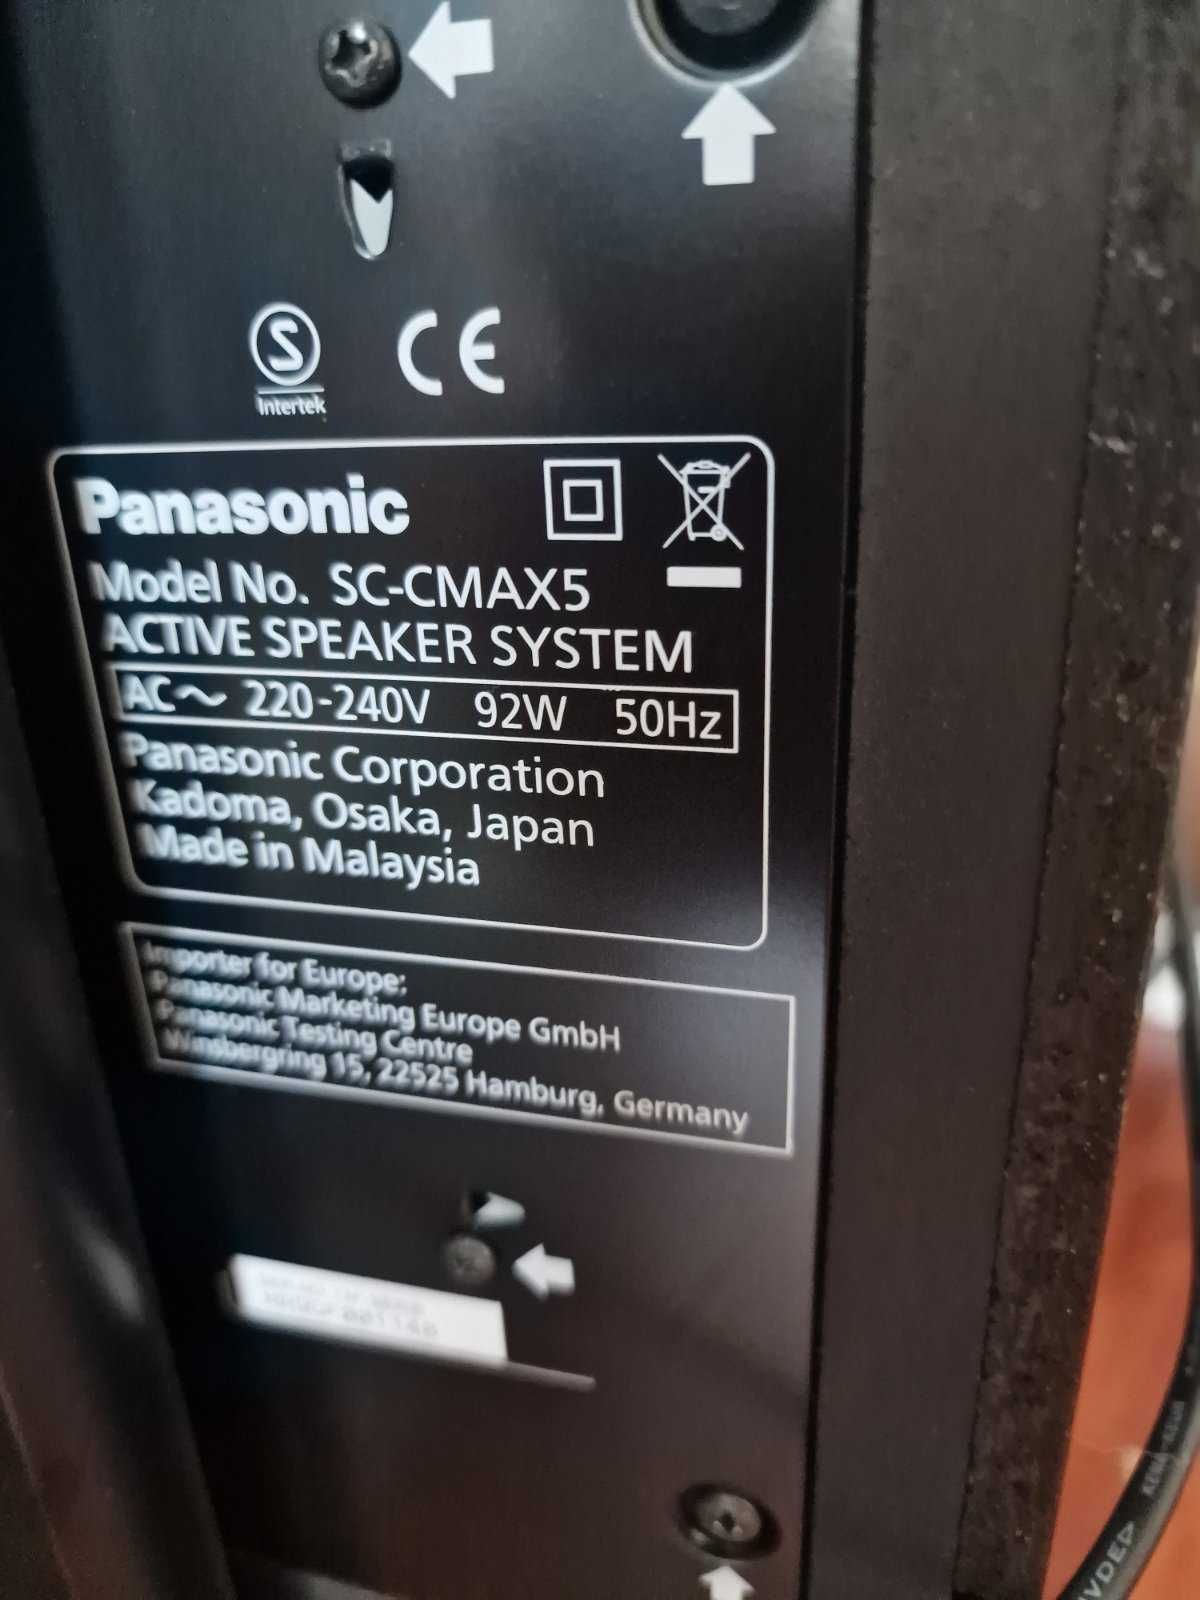 Intertek
CE
Panasonic
Model No. SC-CMAX5
ACTIVE SPEAKER SYSTEM
AC~ 220-240V 92W 50Hz
Panasonic Corporation
Kadoma, Osaka, Japan
Made in Malaysia
Importer for Europe:
Panasonic Marketing Europe GmbH
Panasonic Testing Centre
Winsbergring 15, 22525 Hamburg, Germany